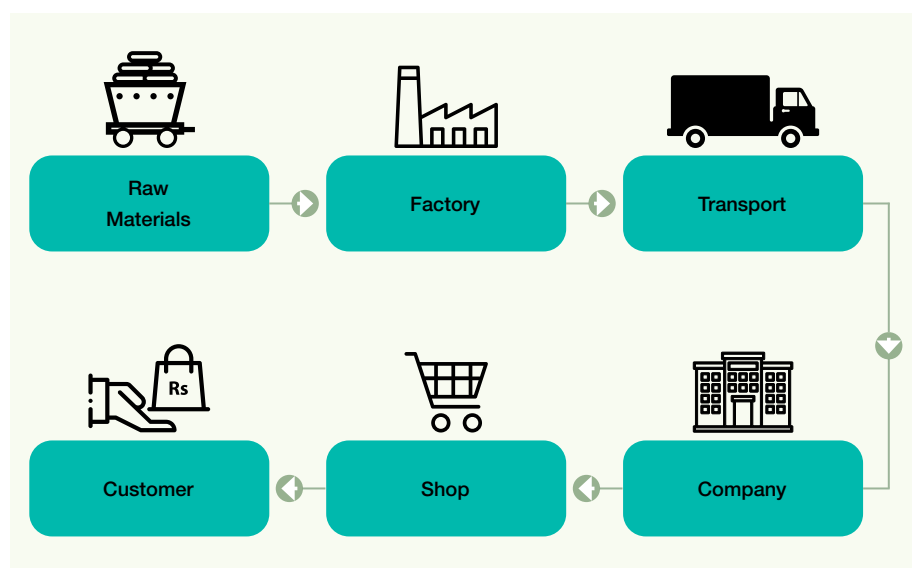 Raw
Materials
Factory
Transport
Rs
Customer
Shop
Company